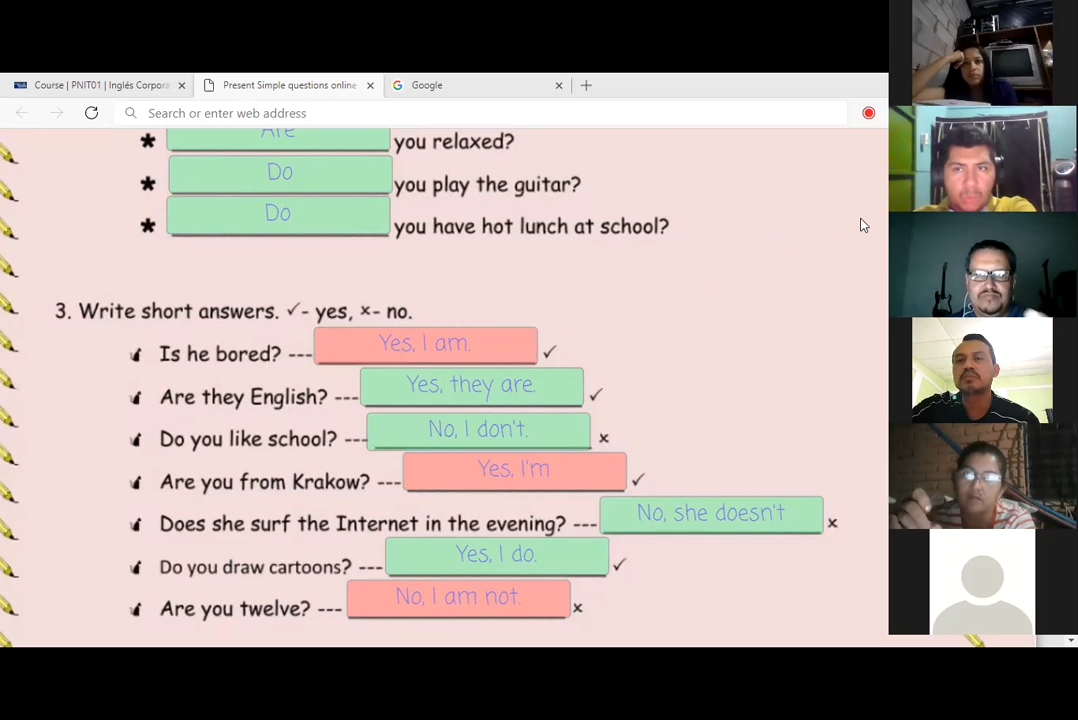 Course | PNIT01 | Inglés Corpora
Present Simple questions online
Google
Search or enter web address
* Are you relaxed?
* Do you play the guitar?
* Do you have hot lunch at school?
3. Write short answers. ✓- yes, ×- no.
Is he bored? --- Yes, I am. ✓
Are they English? --- Yes, they are. ✓
Do you like school? --- No, I don't. ×
Are you from Krakow? --- Yes, I'm ✓
Does she surf the Internet in the evening? --- No, she doesn't ×
Do you draw cartoons? --- Yes, I do. ✓
Are you twelve? --- No, I am not. ×